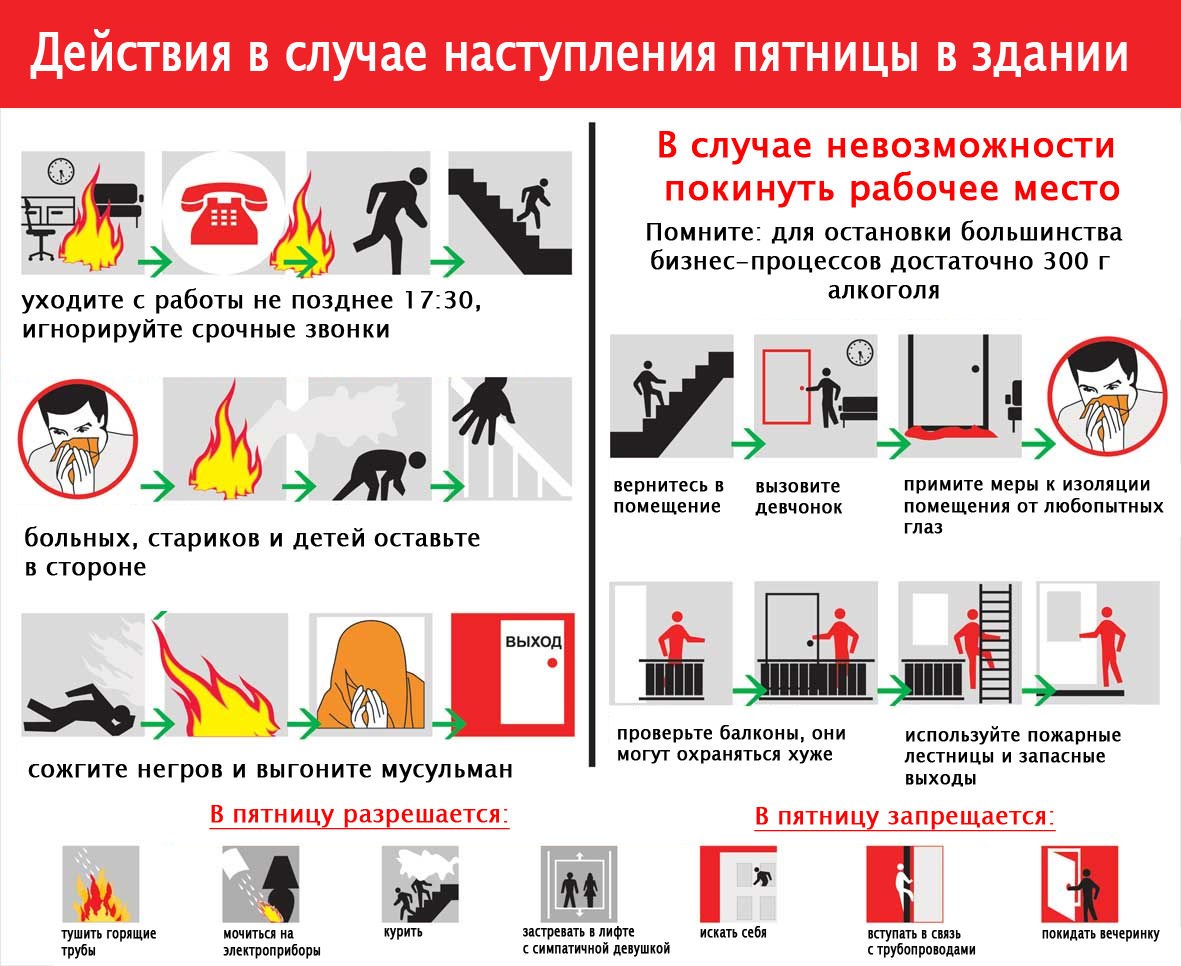 Действия в случае наступления пятницы в здании
уходите с работы не позднее 17:30,
игнорируйте срочные звонки
больных, стариков и детей оставьте
в стороне
ВЫХОД
сожгите негров и выгоните мусульман
В случае невозможности
покинуть рабочее место
Помните: для остановки большинства
бизнес-процессов достаточно 300 г
алкоголя
вернитесь в
помещение
вызовите
девчонок
примите меры к изоляции
помещения от любопытных
глаз
проверьте балконы, они
могут охраняться хуже
используйте пожарные
лестницы и запасные
выходы
В пятницу разрешается:
тушить горящие
трубы
мочиться на
электроприборы
курить
застревать в лифте
с симпатичной девушкой
В пятницу запрещается:
искать себя
вступать в связь
с трубопроводами
покидать вечеринку